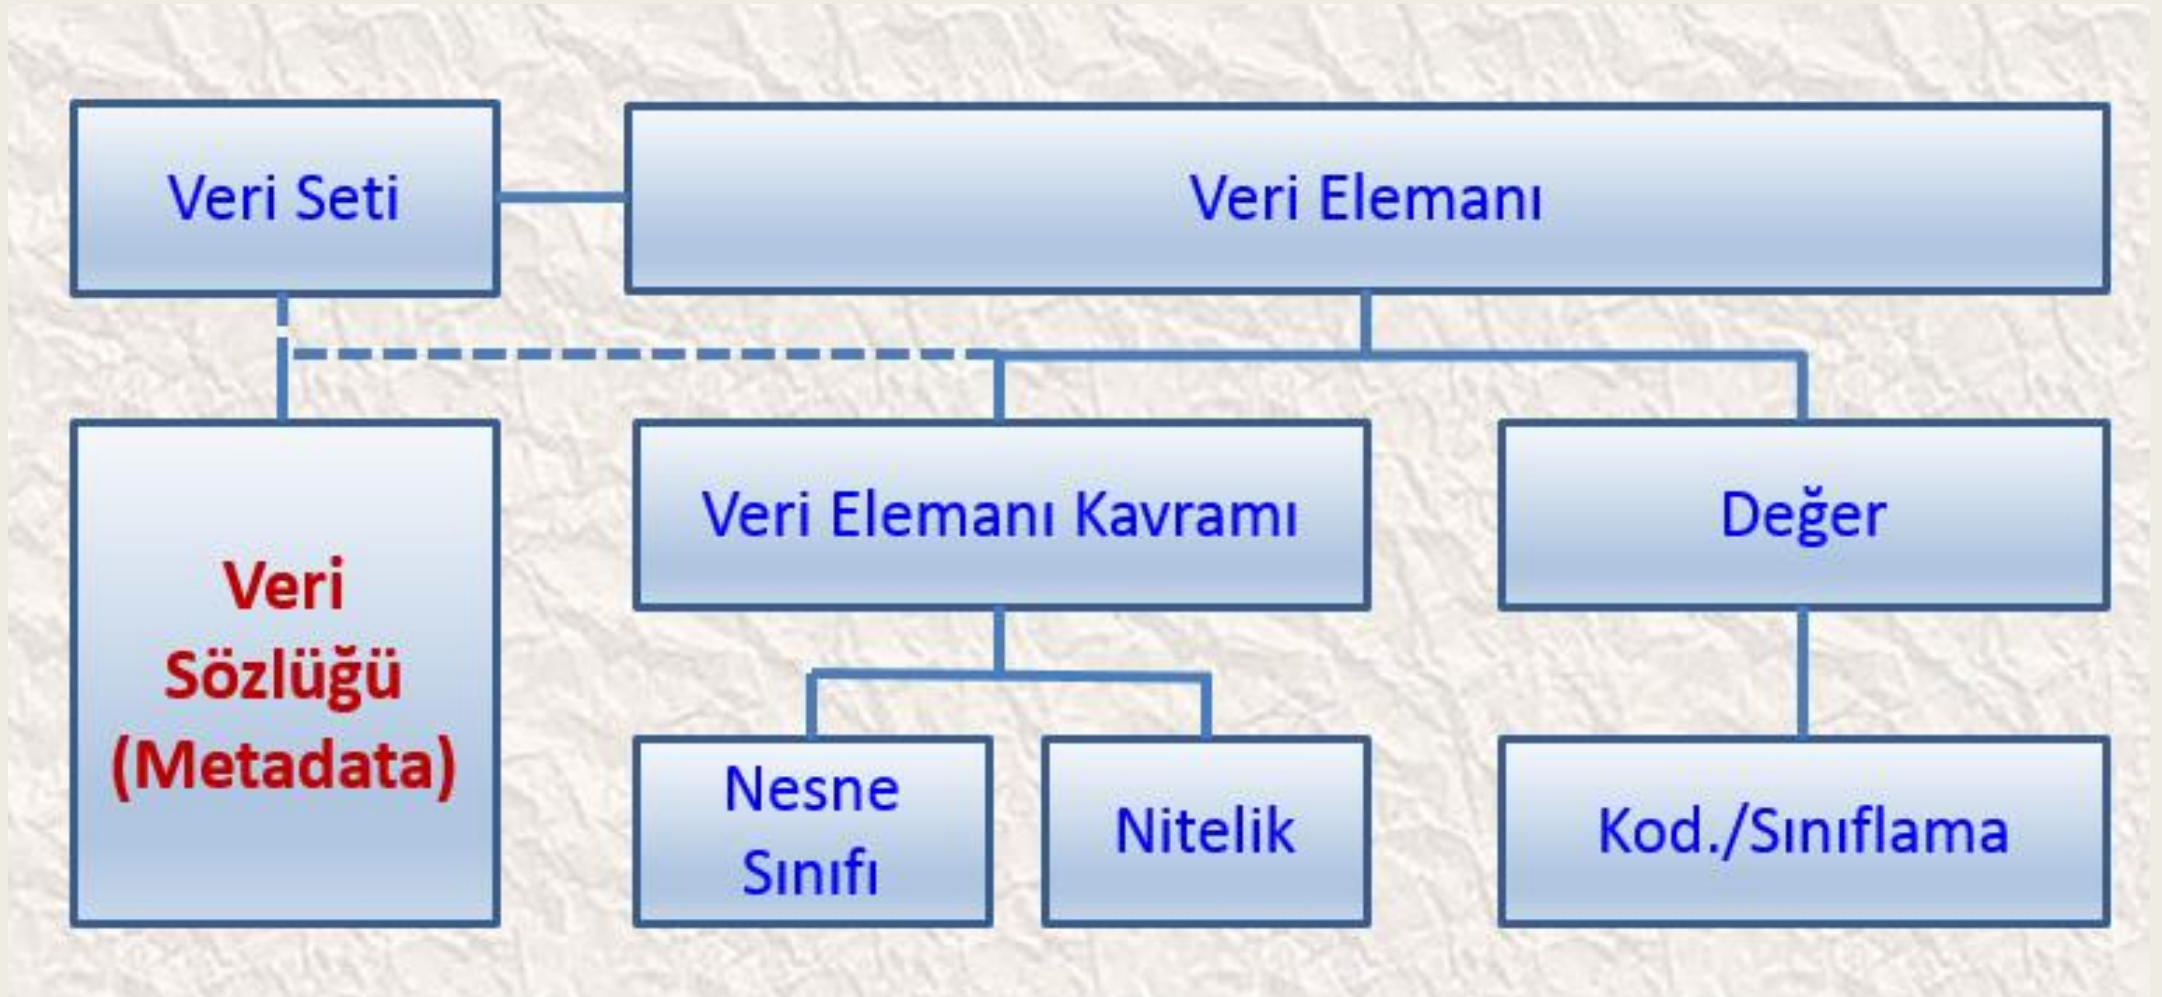 Veri Seti
Veri Elemanı
Veri
Sözlüğü
(Metadata)
Veri Elemanı Kavramı
Değer
Nesne
Sınıfı
Nitelik
Kod./Sınıflama